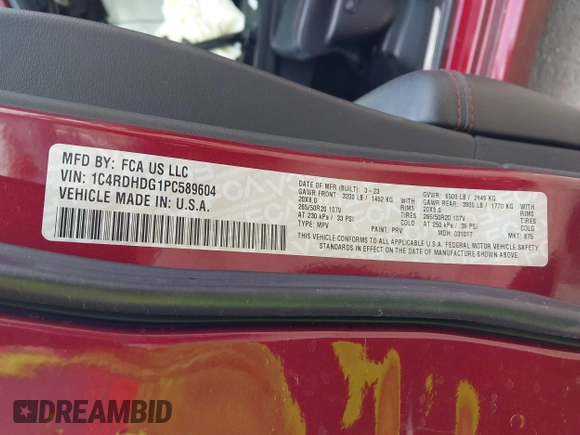 MFD BY: FCA US LLC
VIN: 1C4RDHDG1PC589604
VEHICLE MADE IN: U.S.A.
DATE OF MFR (BUILT): 3 - 23
GAWR FRONT: 3200 LB / 1452 KG
20X8.0 RIMS
265/50R20 107V TIRES
AT 230 kPa / 33 PSI
TYPE: MPV PAINT: PRV
GVWR: 6500 LB / 2949 KG
GAWR REAR: 3900 LB / 1770 KG
20X8.0 RIMS
265/50R20 107V TIRES
AT 250 kPa / 36 PSI
MDH: 031017 MKT: 875
THIS VEHICLE CONFORMS TO ALL APPLICABLE U.S.A. FEDERAL MOTOR VEHICLE SAFETY
STANDARDS IN EFFECT ON THE DATE OF MANUFACTURE SHOWN ABOVE.
DREAMBID